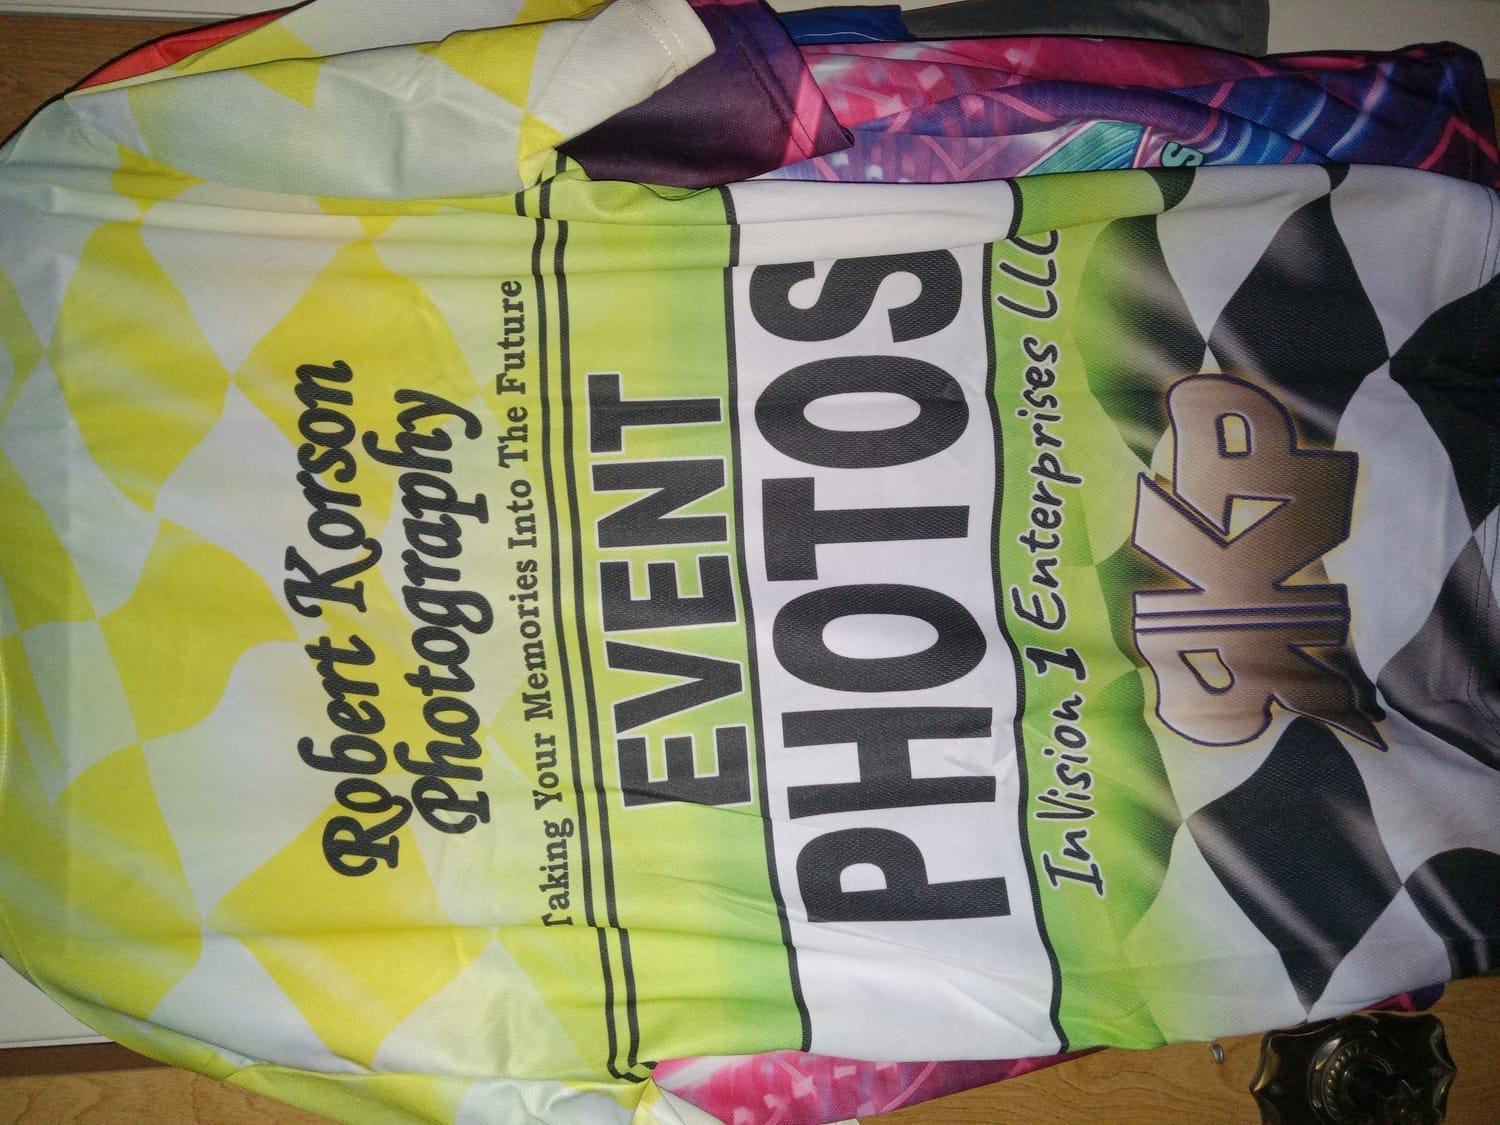 Robert Korson
Photography
Taking Your Memories Into The Future
EVENT
PHOTOS
InVision 1 Enterprises LLC
RKP